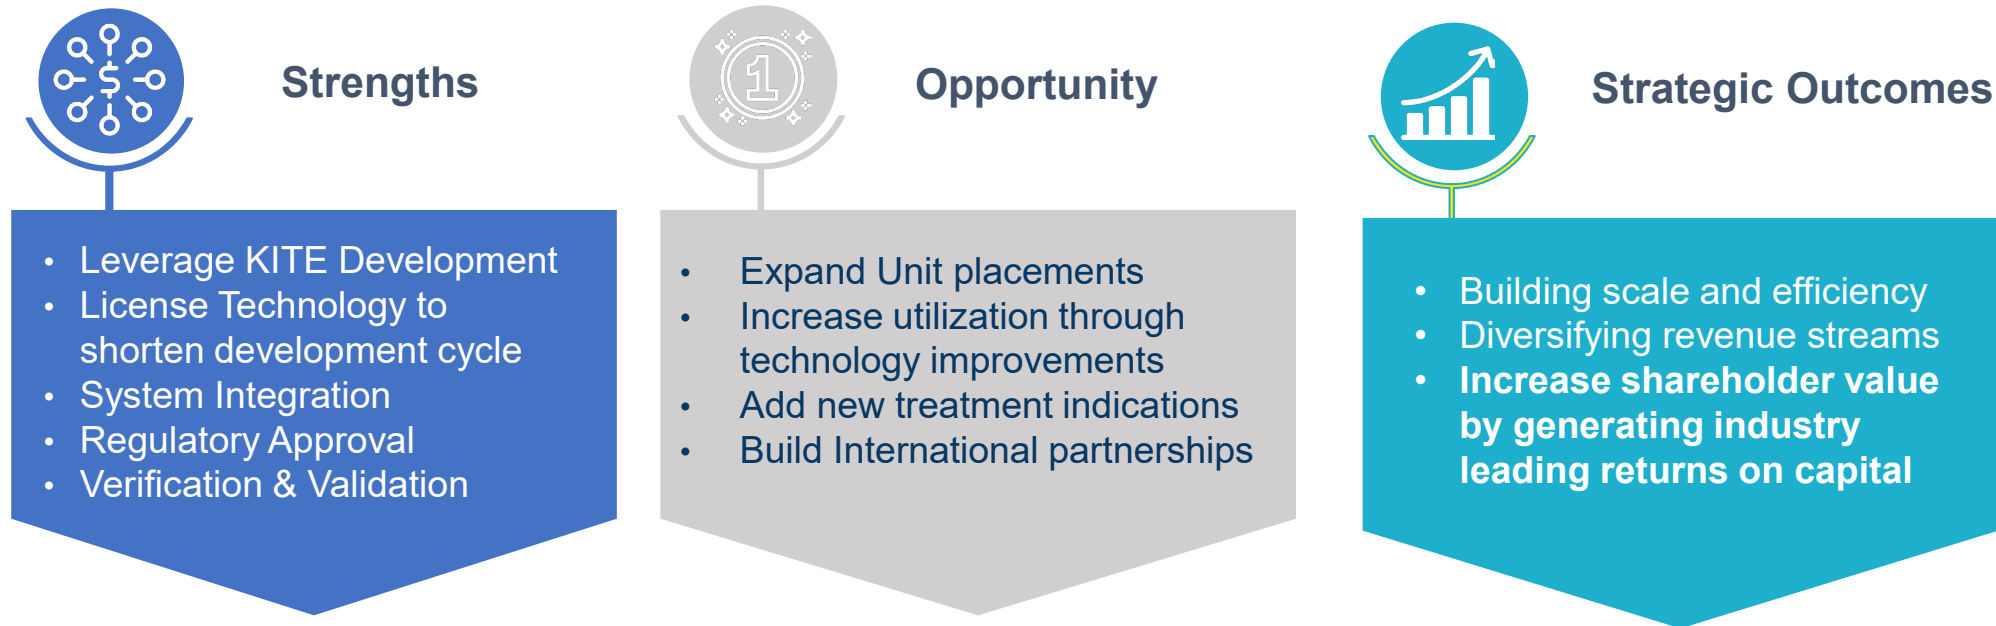 Strengths
• Leverage KITE Development
• License Technology to
shorten development cycle
• System Integration
• Regulatory Approval
• Verification & Validation
1
Opportunity
• Expand Unit placements
• Increase utilization through
technology improvements
• Add new treatment indications
• Build International partnerships
Strategic Outcomes
• Building scale and efficiency
• Diversifying revenue streams
• Increase shareholder value
by generating industry
leading returns on capital